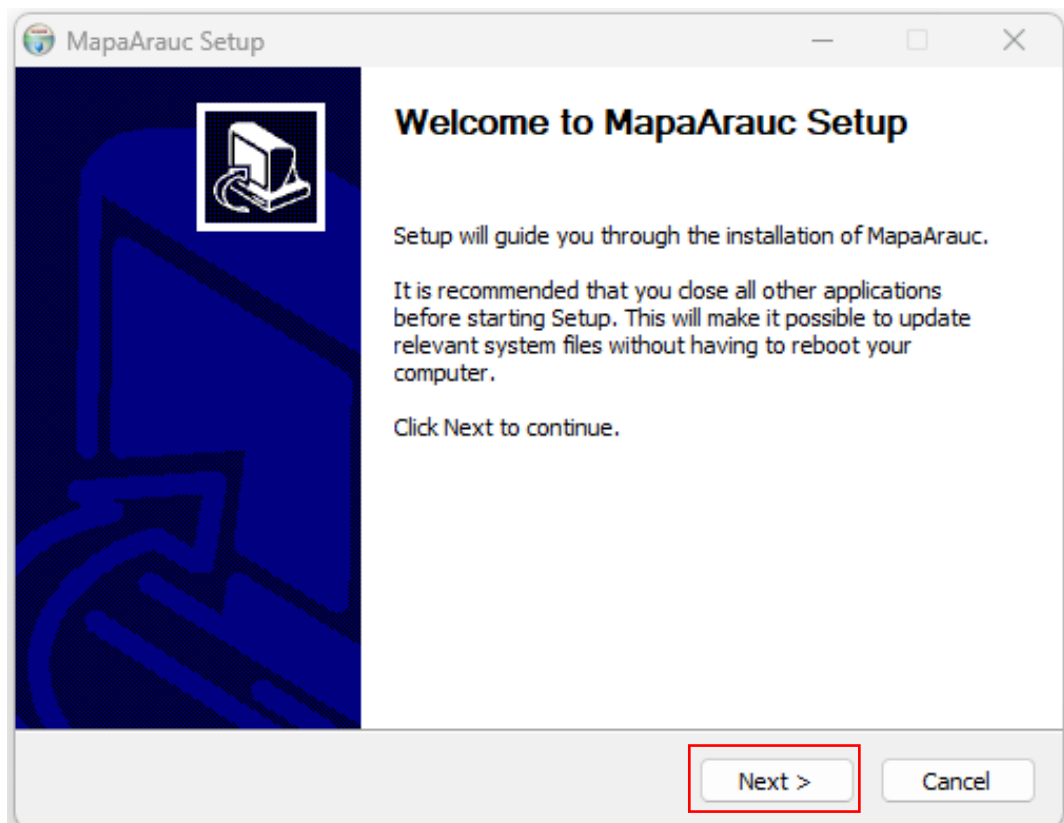 MapaArauc Setup
Welcome to MapaArauc Setup
Setup will guide you through the installation of MapaArauc.
It is recommended that you close all other applications
before starting Setup. This will make it possible to update
relevant system files without having to reboot your
computer.
Click Next to continue.
Next >
Cancel